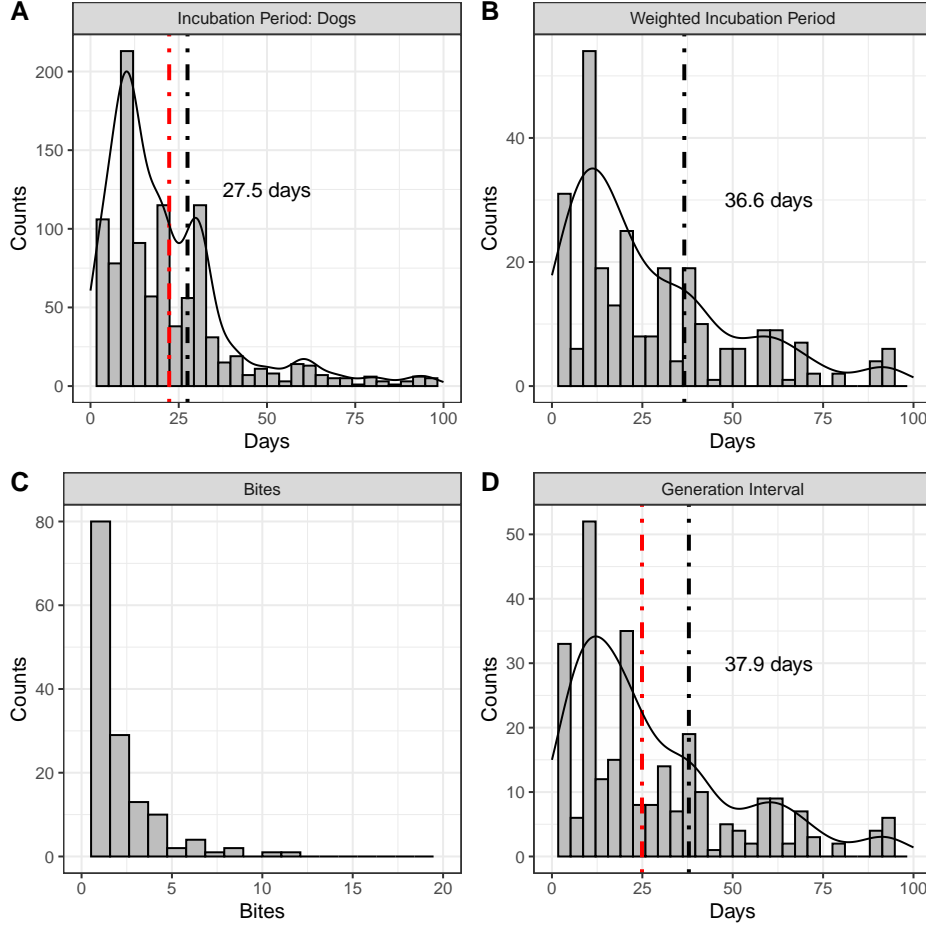 A
Incubation Period: Dogs
Counts
200
150
100
50
0
27.5 days
0 25 50 75 100
Days
B
Weighted Incubation Period
Counts
40
20
0
36.6 days
0 25 50 75 100
Days
C
Bites
Counts
80
60
40
20
0
0 5 10 15 20
Bites
D
Generation Interval
Counts
50
40
30
20
10
0
37.9 days
0 25 50 75 100
Days